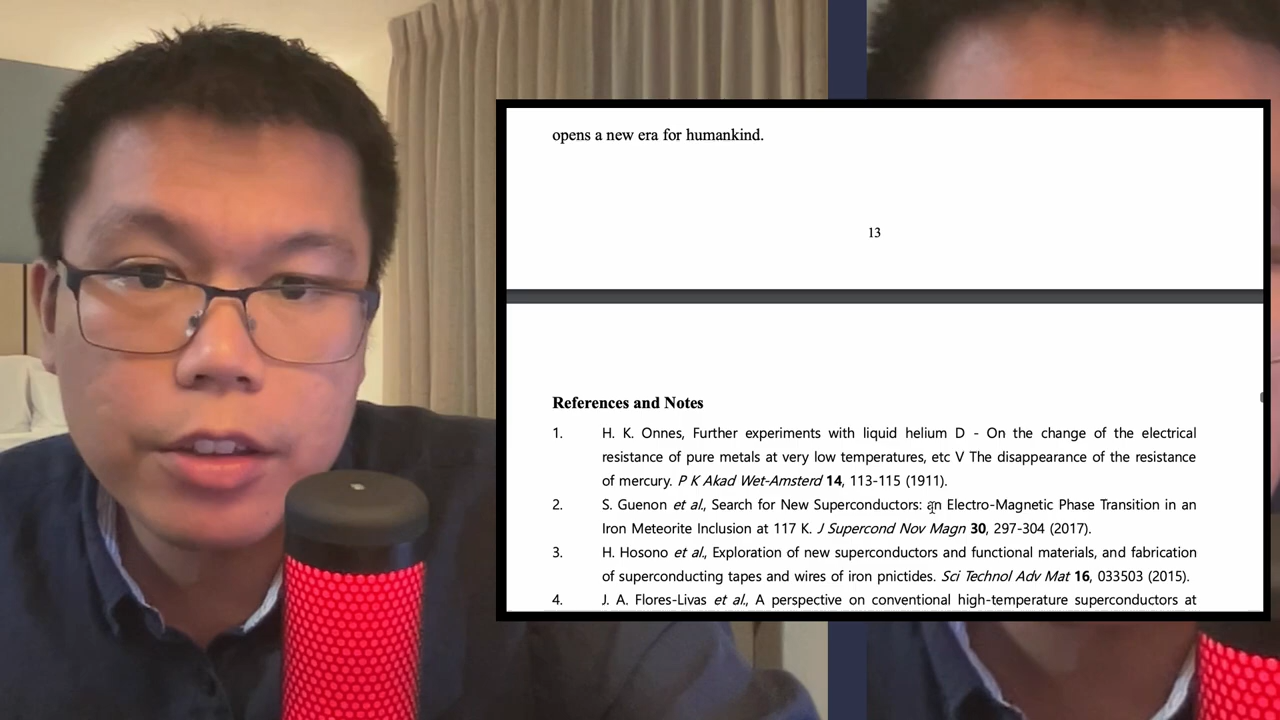 opens a new era for humankind.
13
References and Notes
1. H. K. Onnes, Further experiments with liquid helium D - On the change of the electrical
resistance of pure metals at very low temperatures, etc V The disappearance of the resistance
of mercury. P K Akad Wet-Amsterd 14, 113-115 (1911).
2. S. Guenon et al., Search for New Superconductors: an Electro-Magnetic Phase Transition in an
Iron Meteorite Inclusion at 117 K. J Supercond Nov Magn 30, 297-304 (2017).
3. H. Hosono et al., Exploration of new superconductors and functional materials, and fabrication
of superconducting tapes and wires of iron pnictides. Sci Technol Adv Mat 16, 033503 (2015).
4. J. A. Flores-Livas et al., A perspective on conventional high-temperature superconductors at